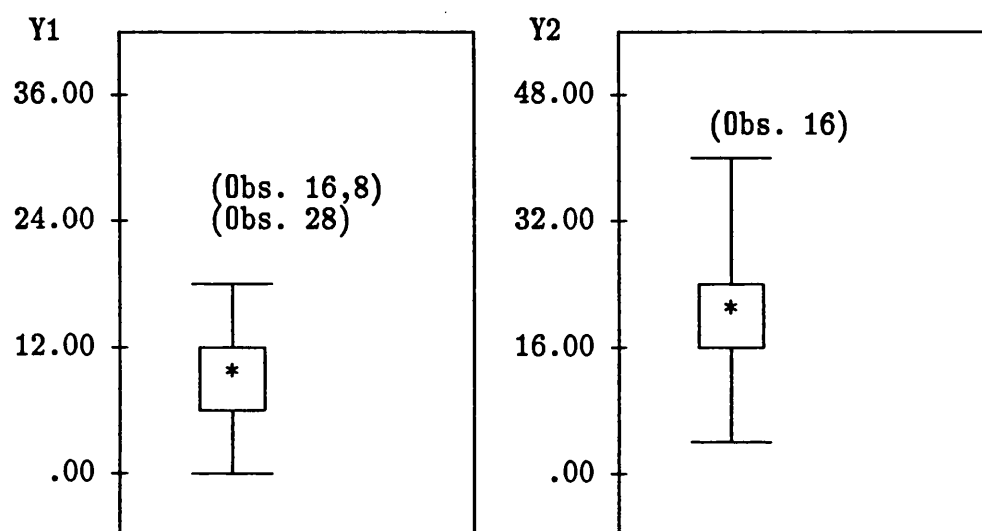 Y1
36.00
(Obs. 16,8)
24.00
(Obs. 28)
12.00
*
.00
Y2
48.00
(Obs. 16)
32.00
*
16.00
.00